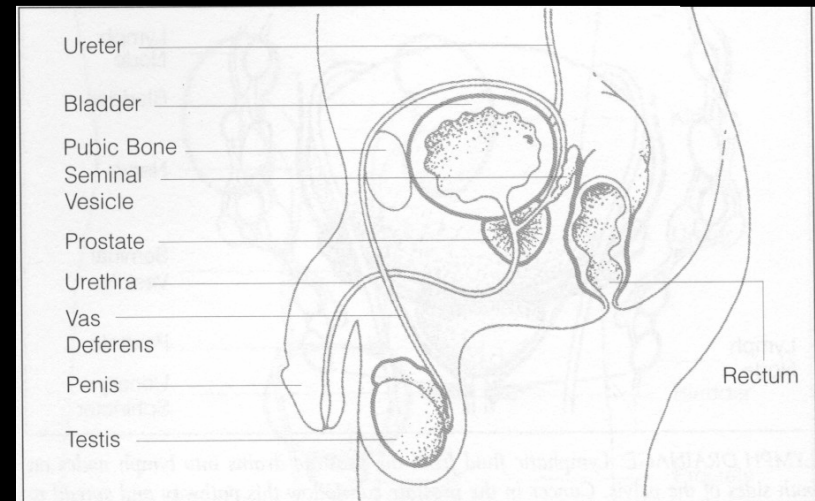 Ureter
Bladder
Pubic Bone
Seminal
Vesicle
Prostate
Urethra
Vas
Deferens
Penis
Testis
Rectum